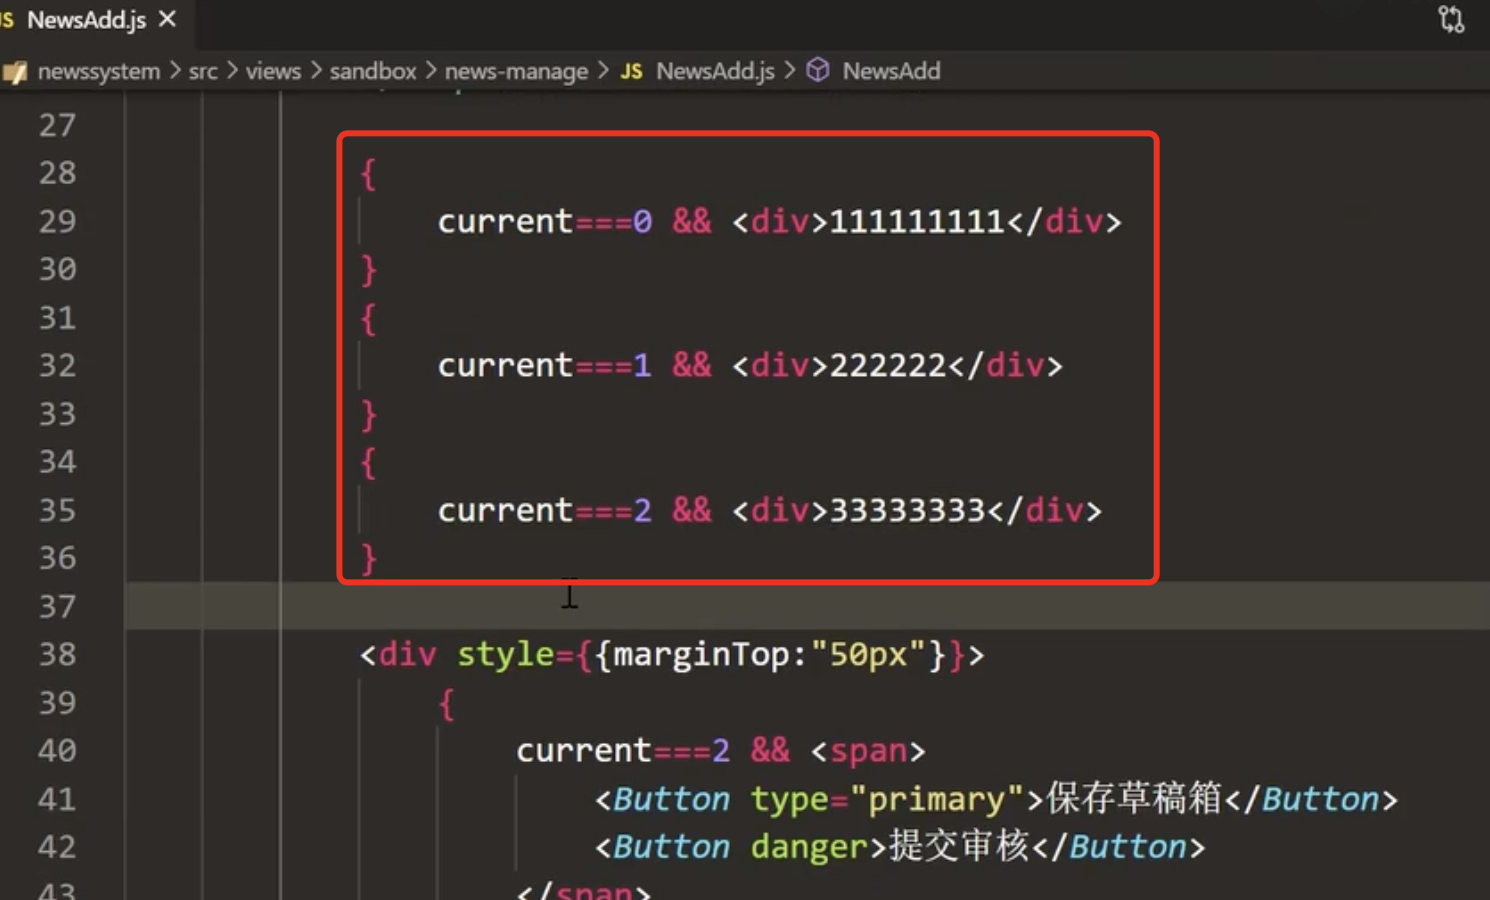 JS NewsAdd.js ×
newssystem > src > views > sandbox > news-manage > JS NewsAdd.js > NewsAdd
27
28 {
29 current===0 && <div>111111111</div>
30 }
31 {
32 current===1 && <div>222222</div>
33 }
34 {
35 current===2 && <div>33333333</div>
36 }
37
38 <div style={{marginTop:"50px"}}>
39 {
40 current===2 && <span>
41 <Button type="primary">保存草稿箱</Button>
42 <Button danger>提交审核</Button>
43 </span>